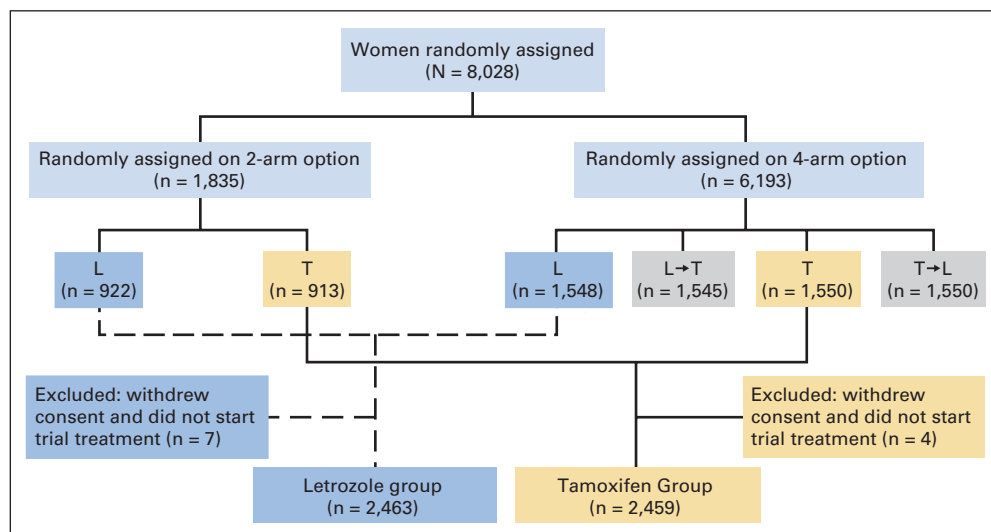 Women randomly assigned
(N = 8,028)
Randomly assigned on 2-arm option
(n = 1,835)
Randomly assigned on 4-arm option
(n = 6,193)
L
(n = 922)
T
(n = 913)
L
(n = 1,548)
L→T
(n = 1,545)
T
(n = 1,550)
T→L
(n = 1,550)
Excluded: withdrew
consent and did not start
trial treatment (n = 7)
Excluded: withdrew
consent and did not start
trial treatment (n = 4)
Letrozole group
(n = 2,463)
Tamoxifen Group
(n = 2,459)